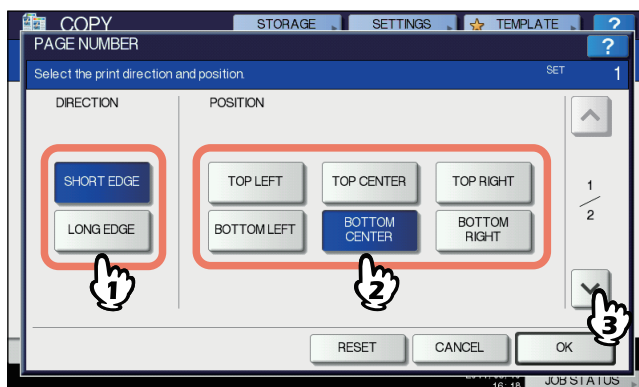 COPY
STORAGE SETTINGS TEMPLATE ?
PAGE NUMBER ?
Select the print direction and position. SET 1
DIRECTION POSITION
SHORT EDGE TOP LEFT TOP CENTER TOP RIGHT
1
2
LONG EDGE BOTTOM LEFT BOTTOM CENTER BOTTOM RIGHT
1 2 3
RESET CANCEL OK
16:18 JOB STATUS